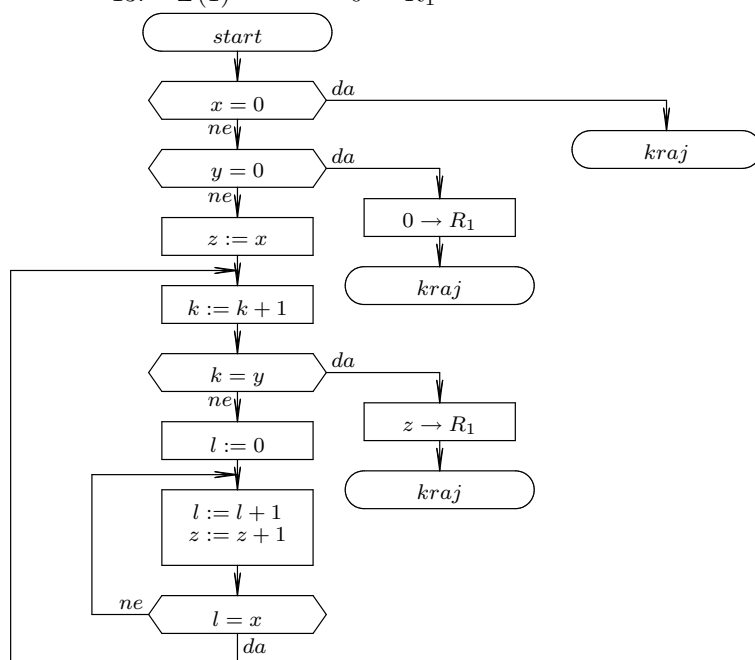 start
x = 0
da
ne
kraj
y = 0
da
ne
0 → R₁
z := x
kraj
k := k + 1
k = y
da
ne
z → R₁
l := 0
kraj
l := l + 1
z := z + 1
ne
l = x
da